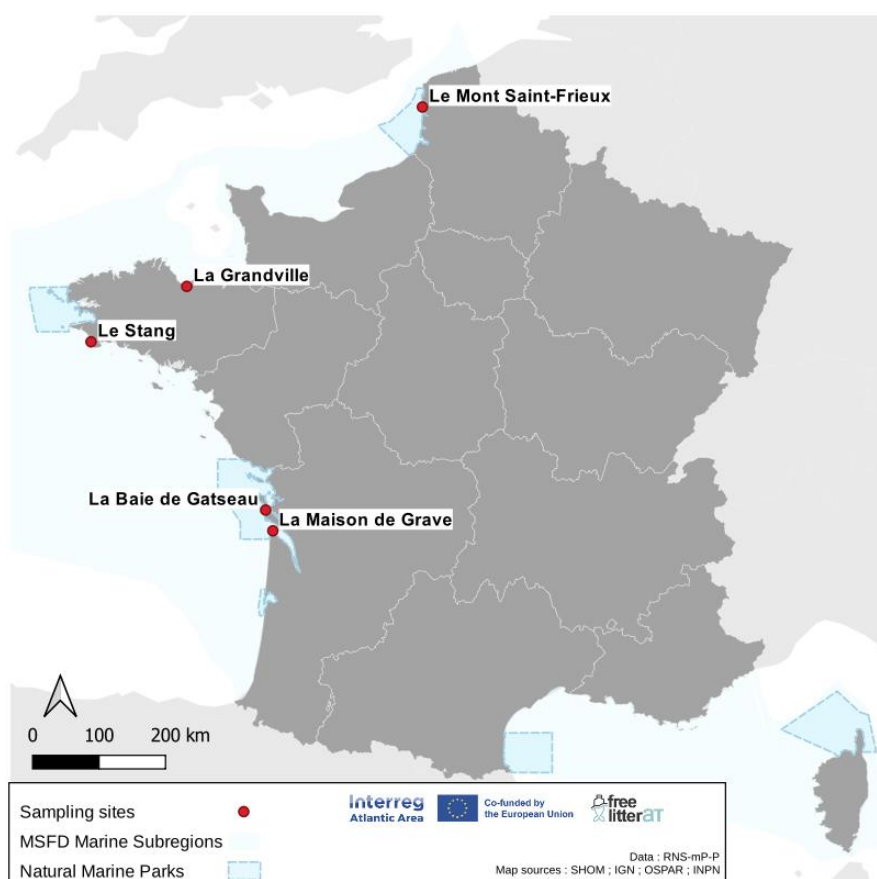 Le Mont Saint-Frieux
La Grandville
Le Stang
La Baie de Gatseau
La Maison de Grave
0 100 200 km
Sampling sites
MSFD Marine Subregions
Natural Marine Parks
Interreg
Atlantic Area
Co-funded by
the European Union
free
litterAT
Data : RNS-mP-P
Map sources : SHOM ; IGN ; OSPAR ; INPN